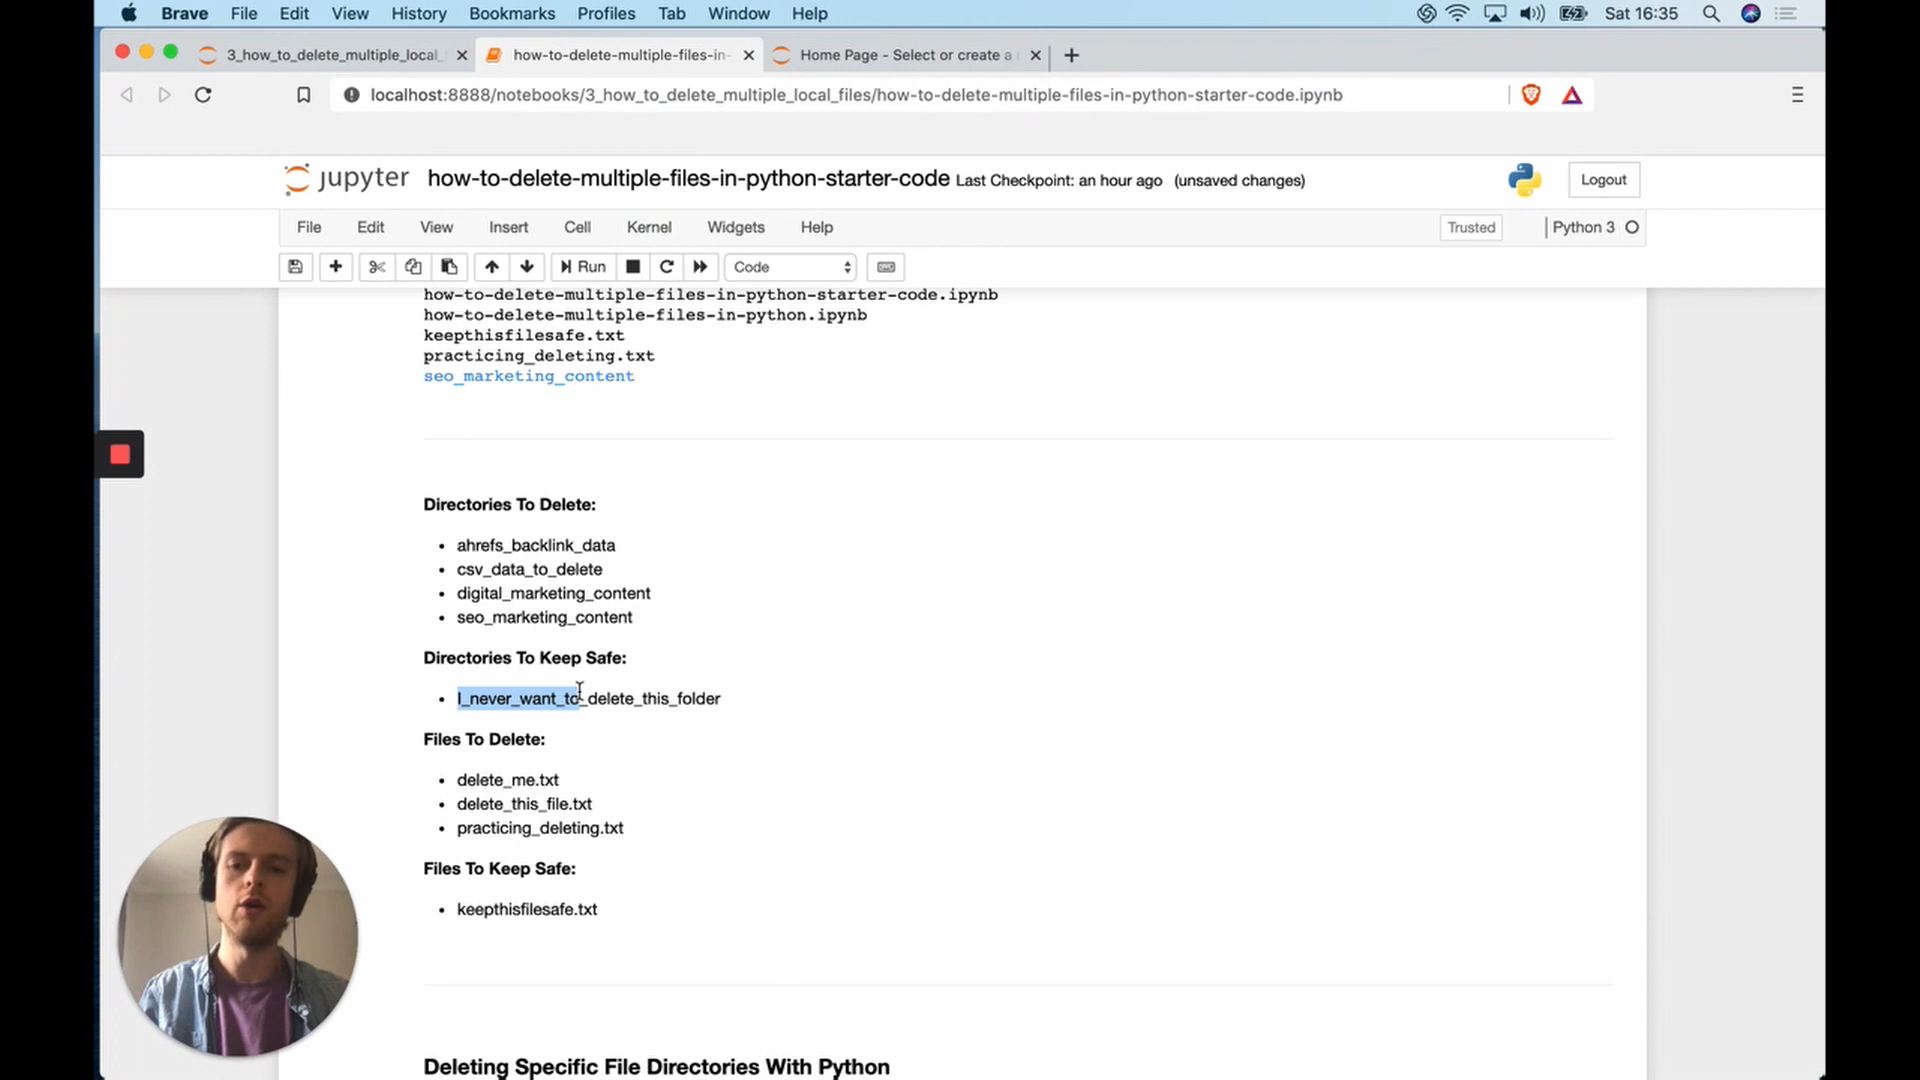 Brave File Edit View History Bookmarks Profiles Tab Window Help Sat 16:35
3_how_to_delete_multiple_local_ how-to-delete-multiple-files-in- Home Page - Select or create a
localhost:8888/notebooks/3_how_to_delete_multiple_local_files/how-to-delete-multiple-files-in-python-starter-code.ipynb
jupyter how-to-delete-multiple-files-in-python-starter-code Last Checkpoint: an hour ago (unsaved changes) Logout
File Edit View Insert Cell Kernel Widgets Help Trusted Python 3
Run Code
how-to-delete-multiple-files-in-python-starter-code.ipynb
how-to-delete-multiple-files-in-python.ipynb
keepthisfilesafe.txt
practicing_deleting.txt
seo_marketing_content
Directories To Delete:
• ahrefs_backlink_data
• csv_data_to_delete
• digital_marketing_content
• seo_marketing_content
Directories To Keep Safe:
• I_never_want_to_delete_this_folder
Files To Delete:
• delete_me.txt
• delete_this_file.txt
• practicing_deleting.txt
Files To Keep Safe:
• keepthisfilesafe.txt
Deleting Specific File Directories With Python